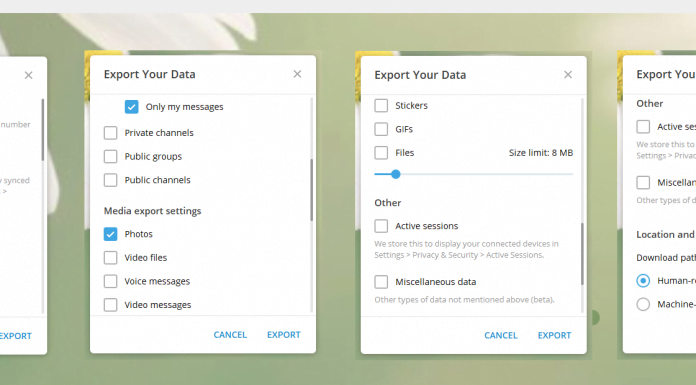 number
y synced
>
EXPORT
Export Your Data
Only my messages
Private channels
Public groups
Public channels
Media export settings
Photos
Video files
Voice messages
Video messages
CANCEL EXPORT
Export Your Data
Stickers
GIFs
Files Size limit: 8 MB
Other
Active sessions
We store this to display your connected devices in
Settings > Privacy & Security > Active Sessions.
Miscellaneous data
Other types of data not mentioned above (beta).
CANCEL EXPORT
Export You
Other
Active ses
We store this to
Settings > Privac
Miscellan
Other types of d
Location and
Download pat
Human-re
Machine-